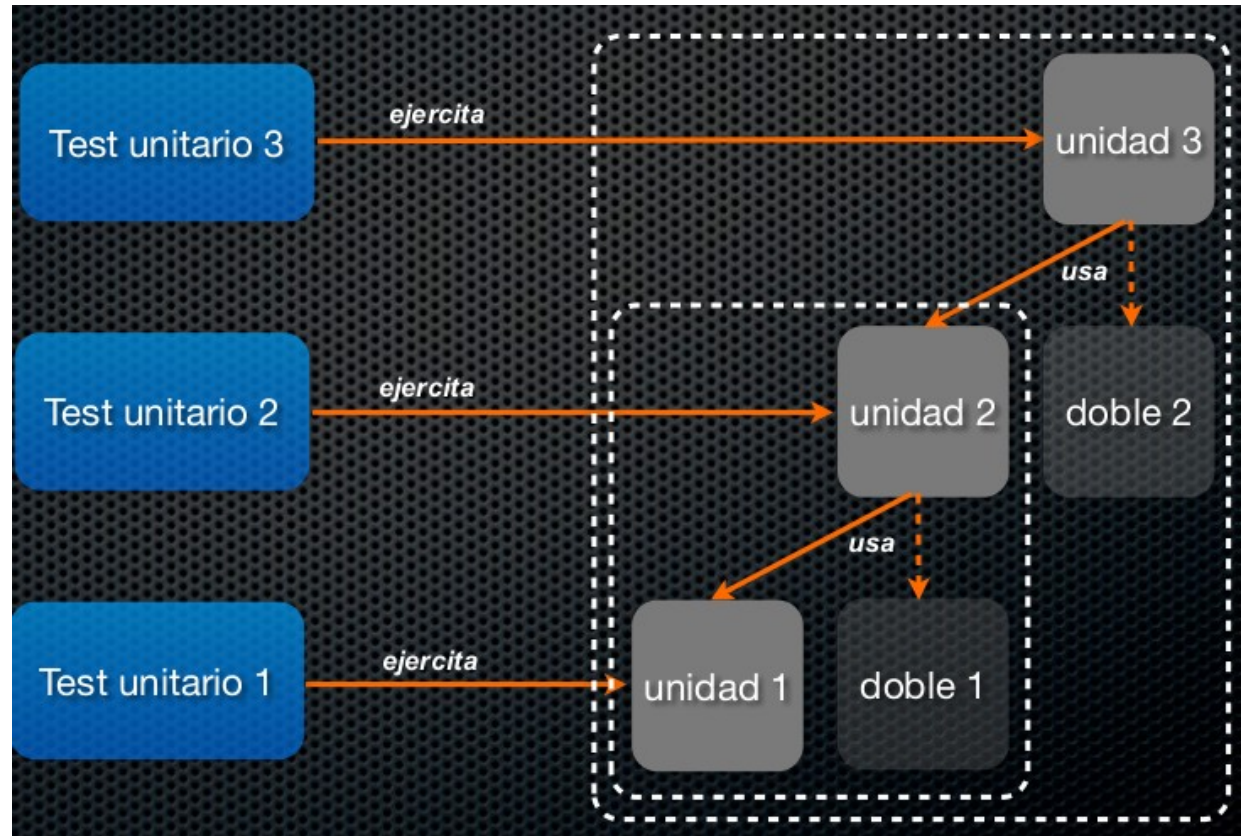 Test unitario 3
ejercita
unidad 3
usa
Test unitario 2
ejercita
unidad 2
doble 2
usa
Test unitario 1
ejercita
unidad 1
doble 1